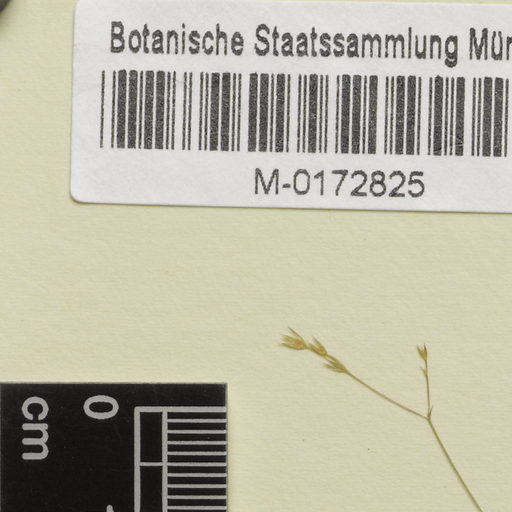 Botanische Staatssammlung Mün
M-0172825
0
cm